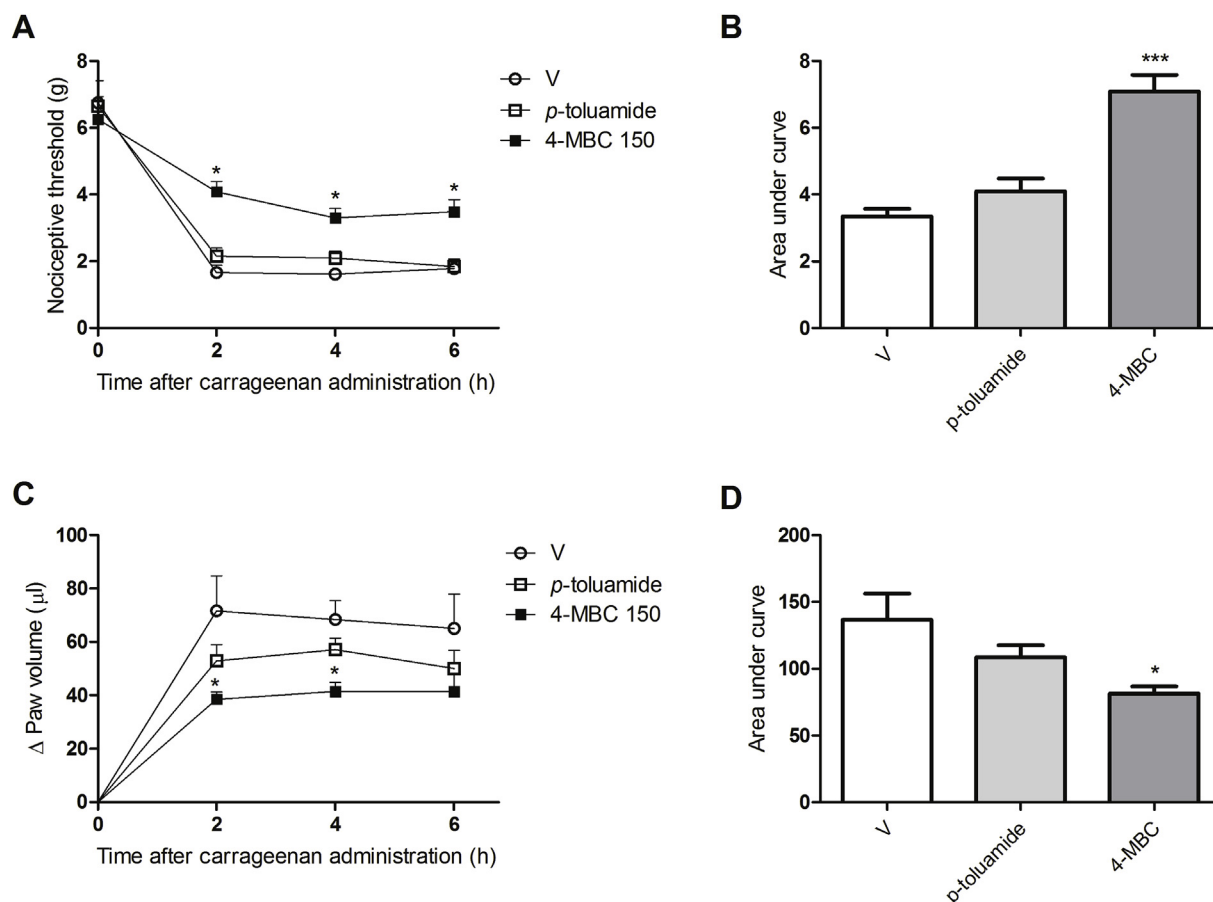 A
Nociceptive threshold (g)
8
6
4
2
0
0 2 4 6
Time after carrageenan administration (h)
V
p-toluamide
4-MBC 150
* * *
B
Area under curve
8
6
4
2
0
***
V
p-toluamide
4-MBC
C
Δ Paw volume (μl)
100
80
60
40
20
0
0 2 4 6
Time after carrageenan administration (h)
V
p-toluamide
4-MBC 150
* *
D
Area under curve
200
150
100
50
0
*
V
p-toluamide
4-MBC